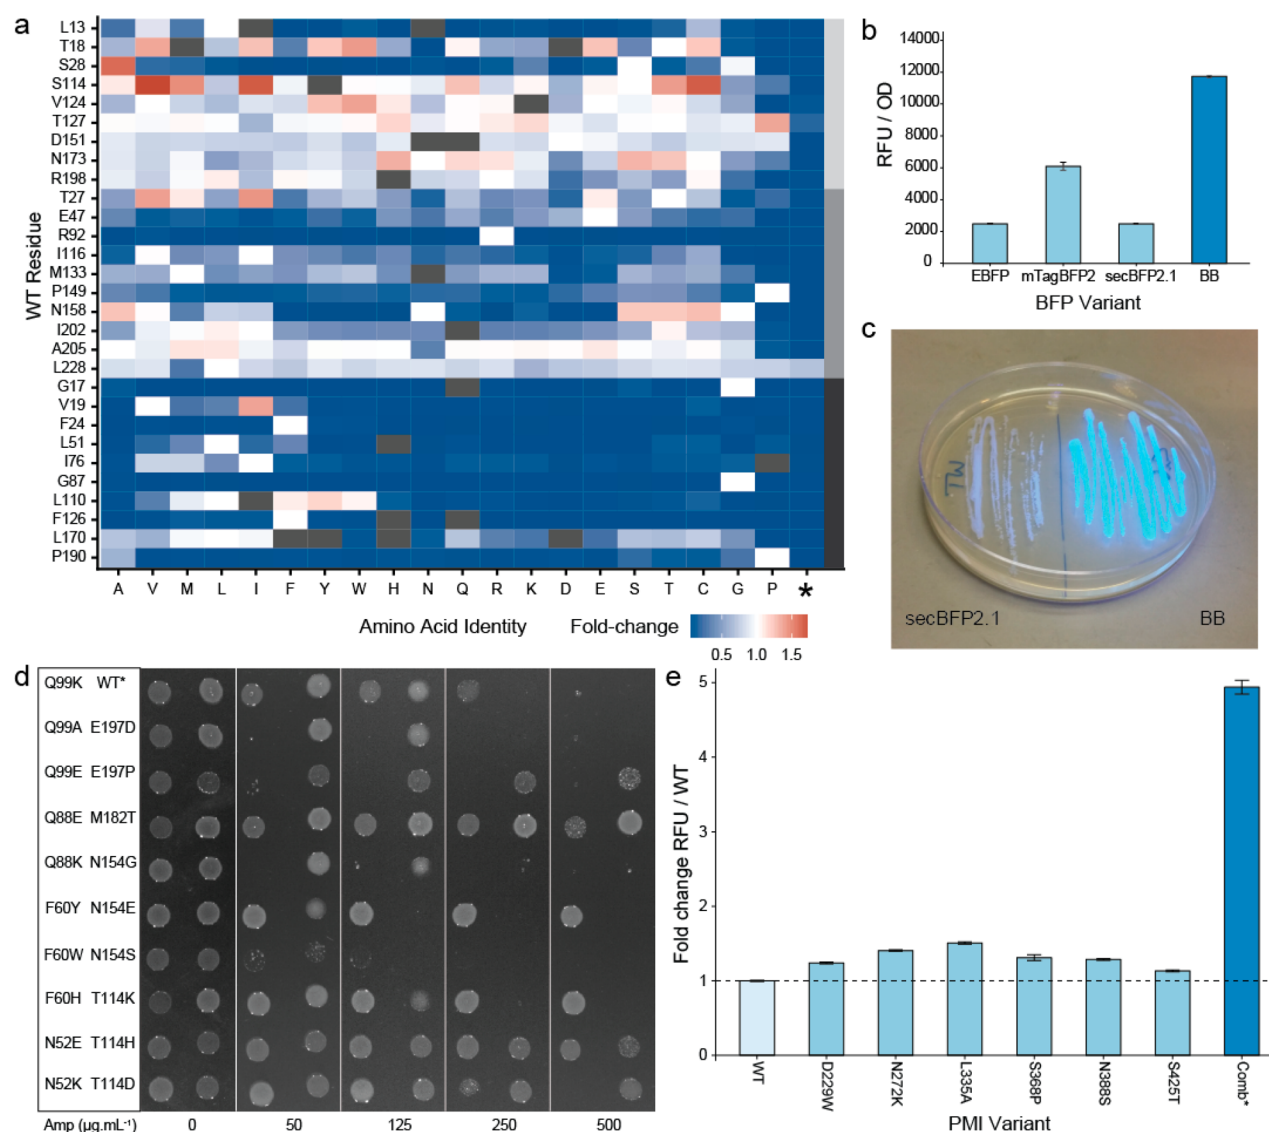 a
WT Residue
L13
T18
S28
S114
V124
T127
D151
N173
R198
T27
E47
R92
I116
M133
P149
N158
I202
A205
L228
G17
V19
F24
L51
I76
G87
L110
F126
L170
P190
A V M L I F Y W H N Q R K D E S T C G P *
Amino Acid Identity
Fold-change
0.5 1.0 1.5
b
RFU / OD
14000
12000
10000
8000
6000
4000
2000
0
EBFP mTagBFP2 secBFP2.1 BB
BFP Variant
c
secBFP2.1 BB
d
Q99K WT*
Q99A E197D
Q99E E197P
Q88E M182T
Q88K N154G
F60Y N154E
F60W N154S
F60H T114K
N52E T114H
N52K T114D
Amp (µg.mL⁻¹) 0 50 125 250 500
e
Fold change RFU / WT
5
4
3
2
1
0
WT D229W N272K L335A S368P N388S S425T Comb*
PMI Variant